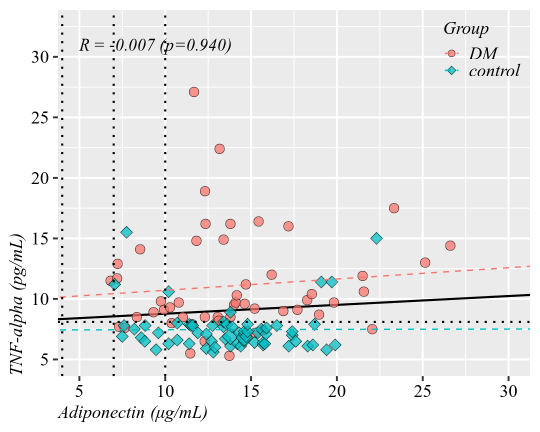 R = -0.007 (p=0.940)
Group
DM
control
30
25
20
15
10
5
TNF-alpha (pg/mL)
5 10 15 20 25 30
Adiponectin (μg/mL)